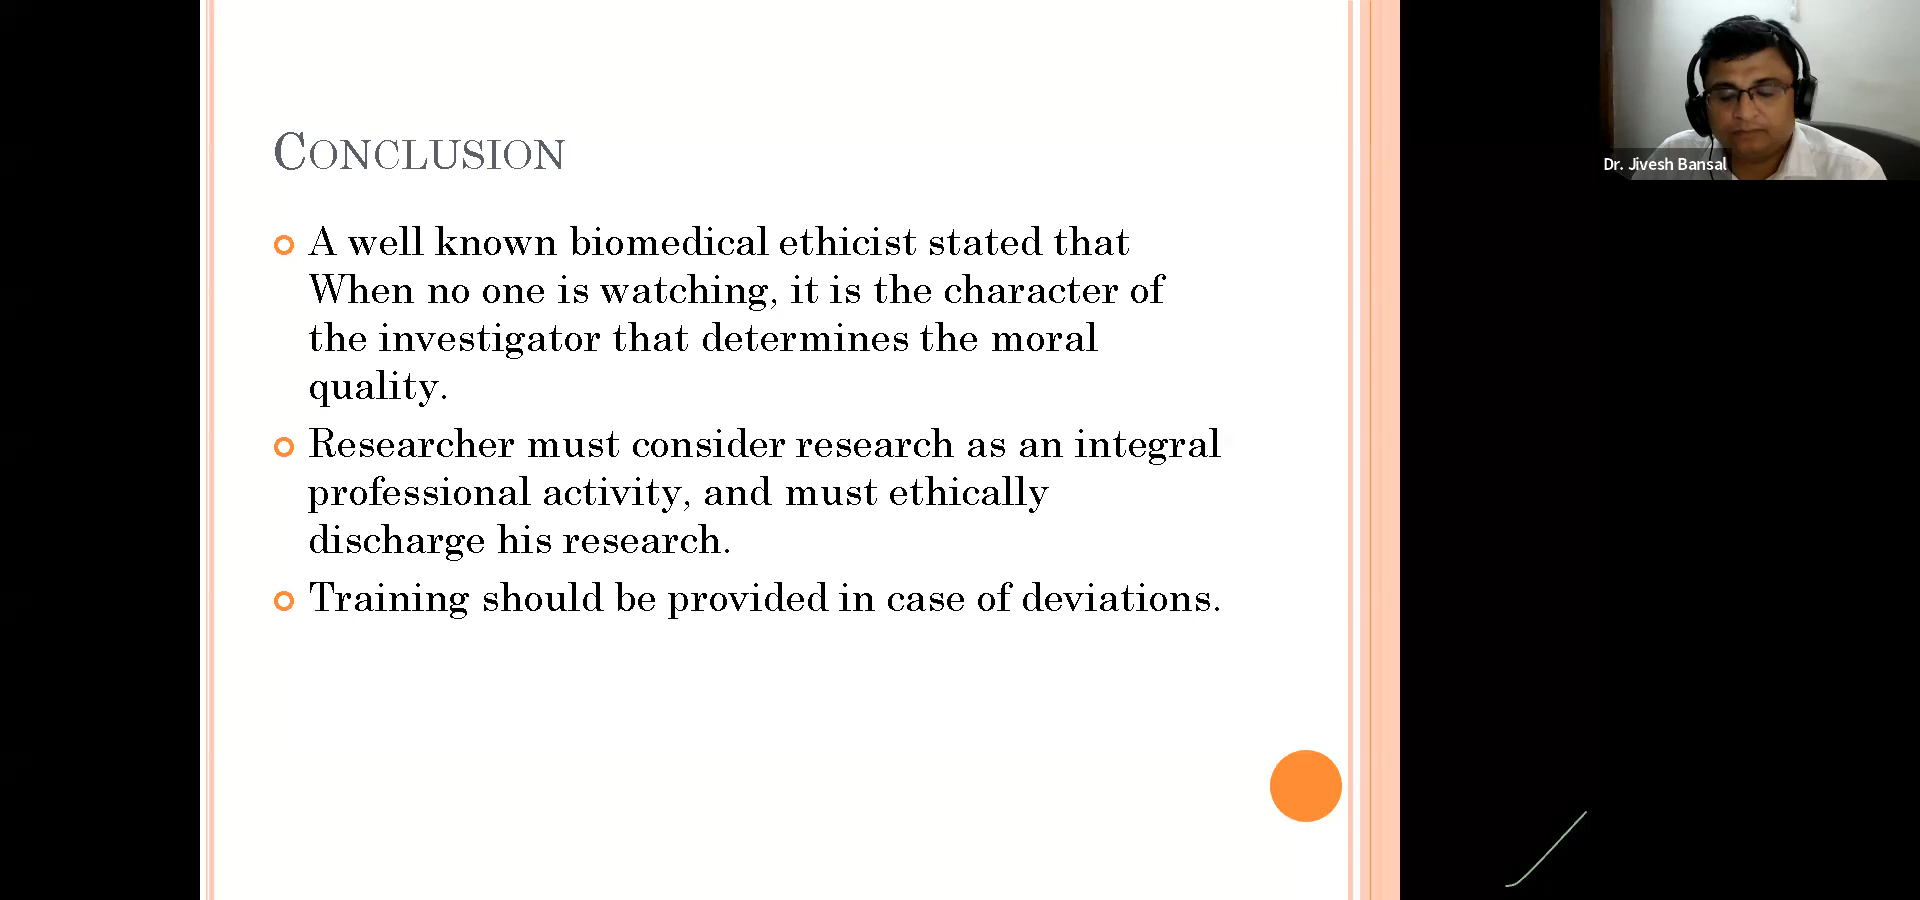 CONCLUSION
A well known biomedical ethicist stated that
When no one is watching, it is the character of
the investigator that determines the moral
quality.
Researcher must consider research as an integral
professional activity, and must ethically
discharge his research.
Training should be provided in case of deviations.
Dr. Jivesh Bansal